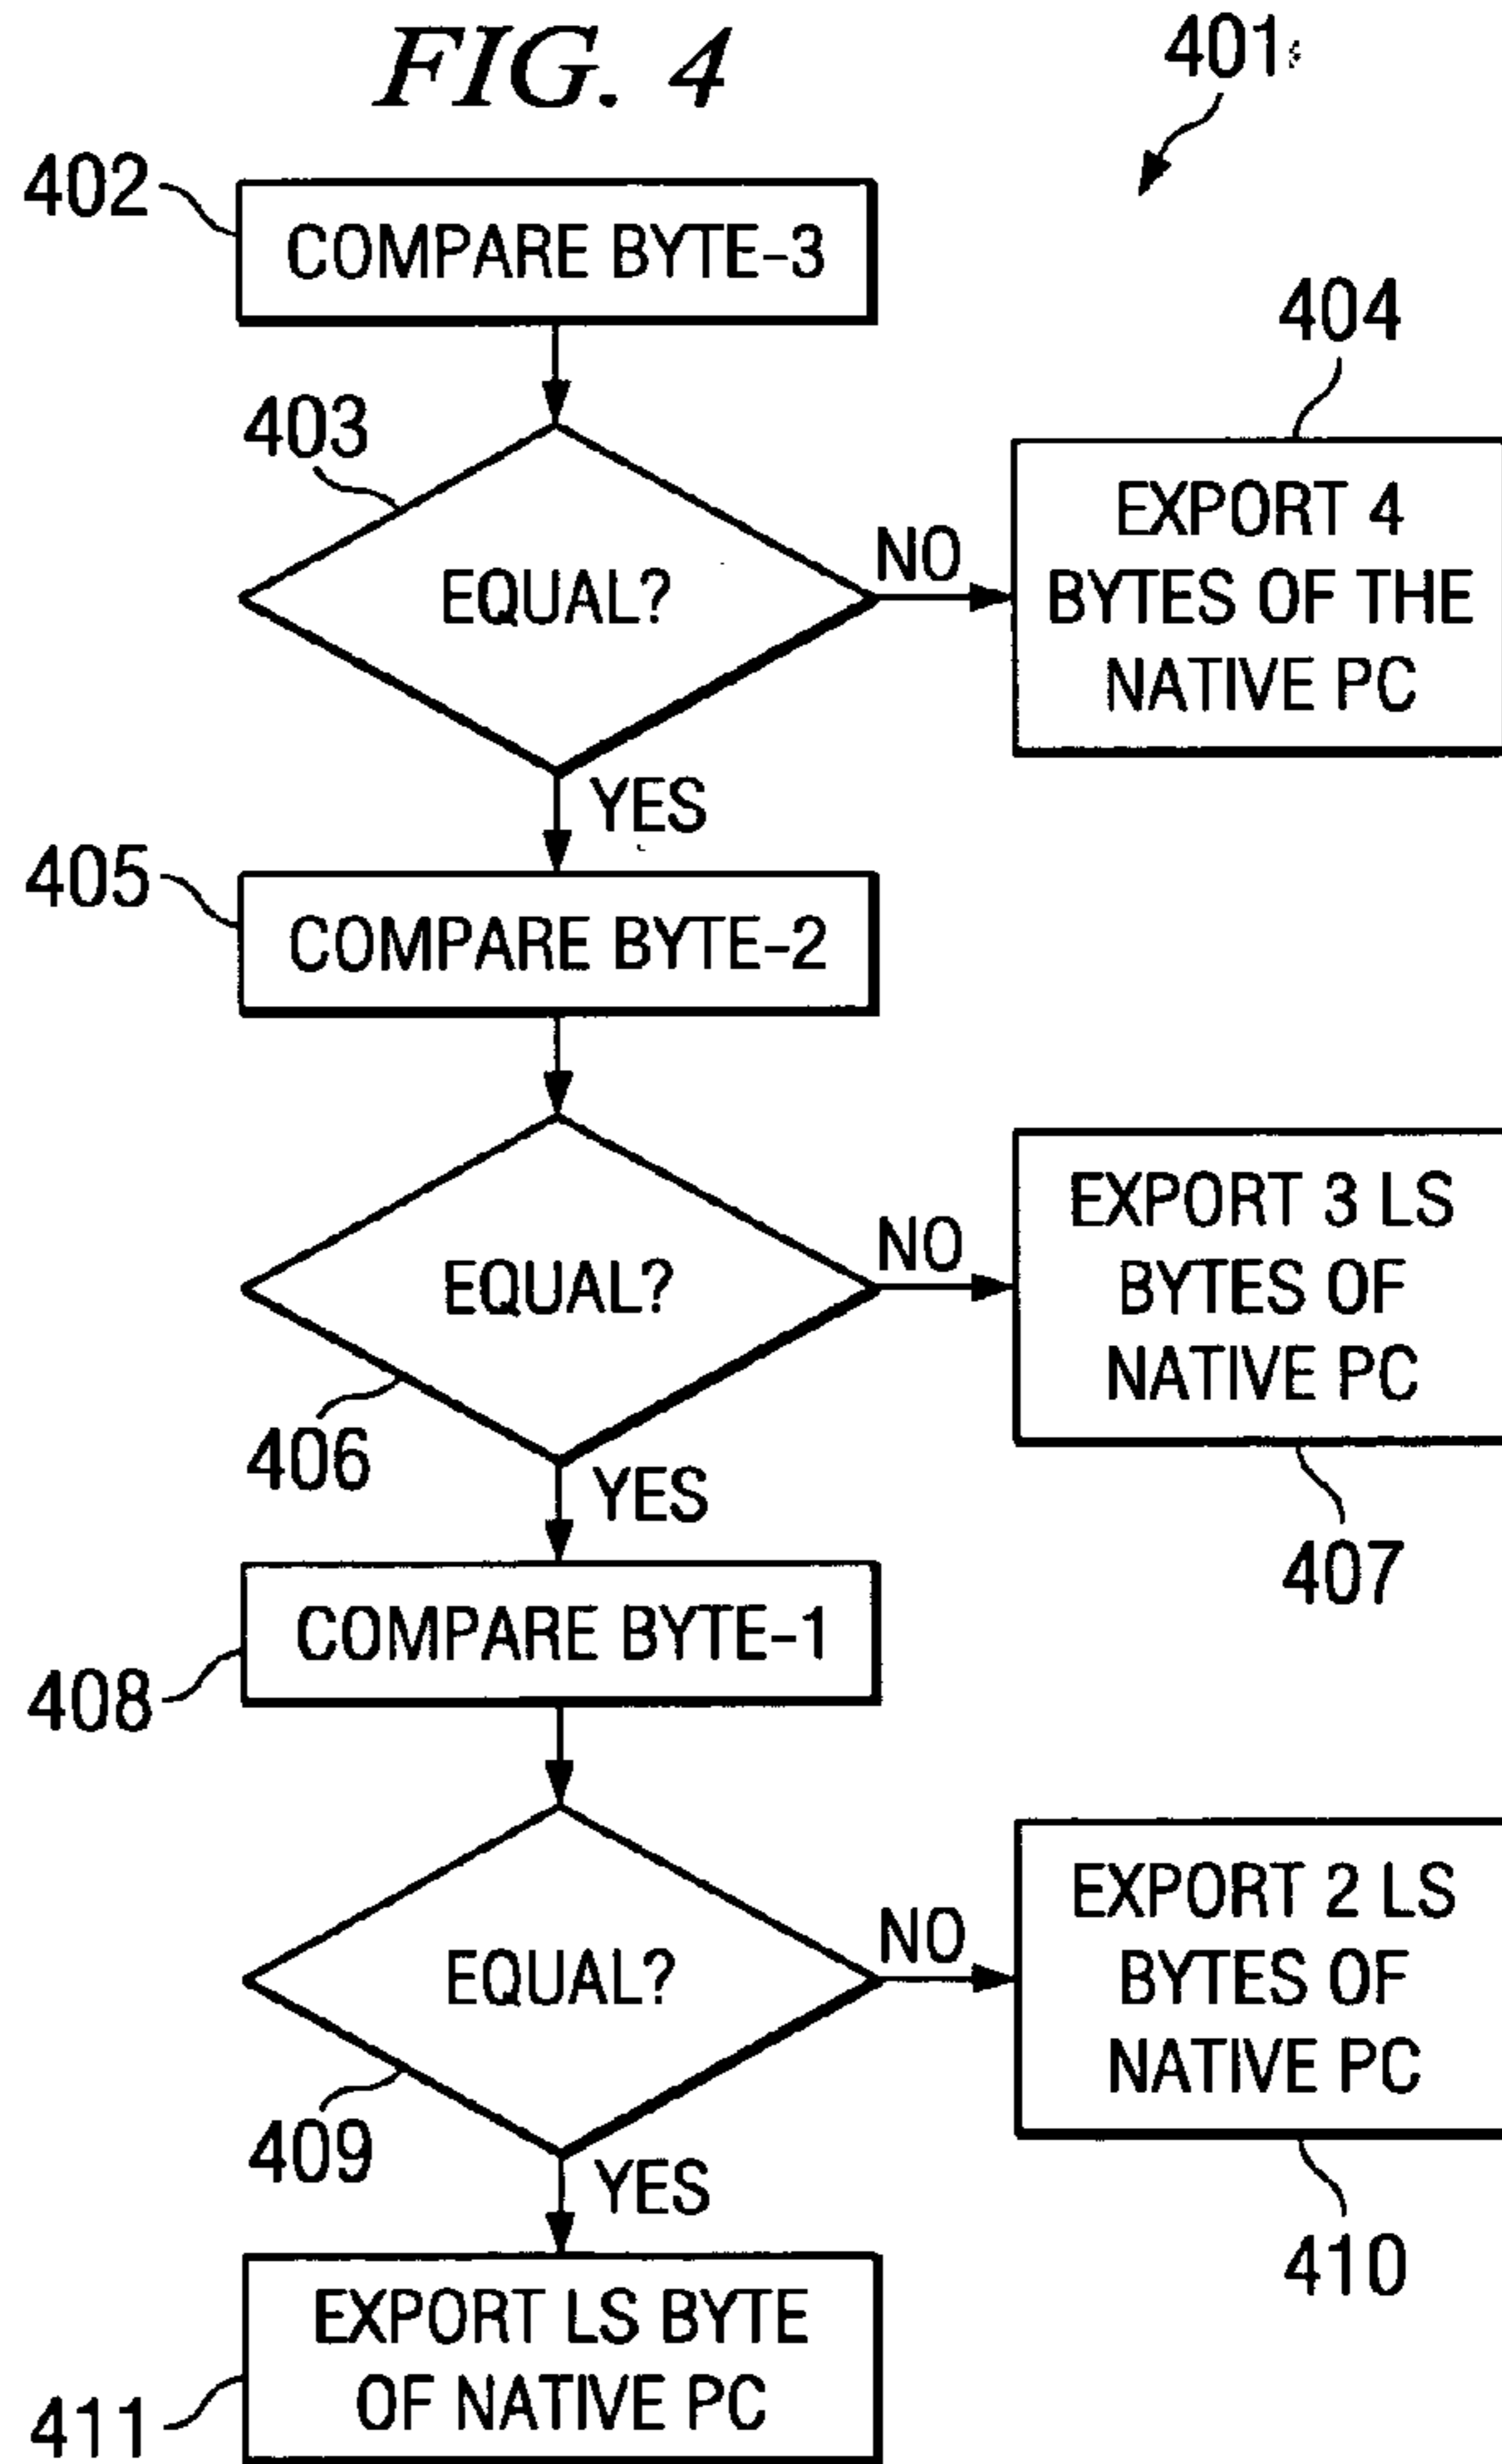 FIG. 4
401
402
COMPARE BYTE-3
404
403
EQUAL?
NO
EXPORT 4
BYTES OF THE
NATIVE PC
YES
405
COMPARE BYTE-2
EQUAL?
NO
EXPORT 3 LS
BYTES OF
NATIVE PC
406
YES
407
COMPARE BYTE-1
408
EQUAL?
NO
EXPORT 2 LS
BYTES OF
NATIVE PC
409
YES
410
EXPORT LS BYTE
OF NATIVE PC
411